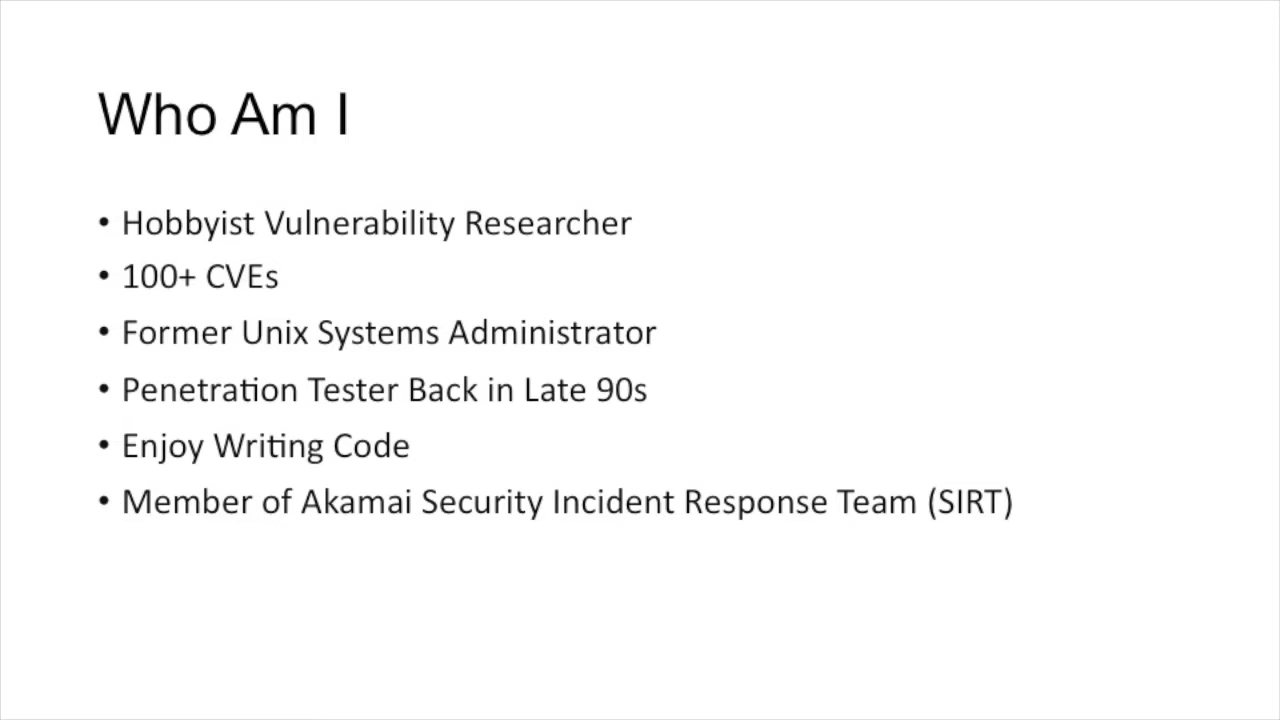 Who Am I
• Hobbyist Vulnerability Researcher
• 100+ CVEs
• Former Unix Systems Administrator
• Penetration Tester Back in Late 90s
• Enjoy Writing Code
• Member of Akamai Security Incident Response Team (SIRT)